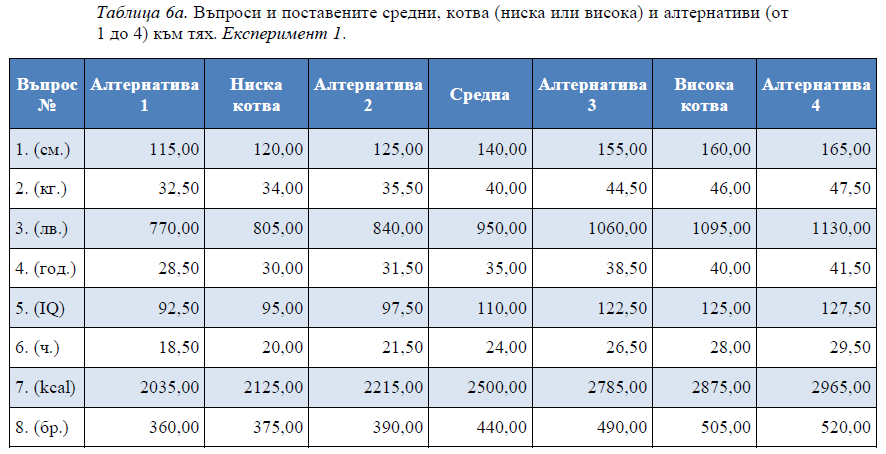 Таблица 6а. Въпроси и поставените средни, котва (ниска или висока) и алтернативи (от
1 до 4) към тях. Експеримент 1.
Въпрос № Алтернатива 1 Ниска котва Алтернатива 2 Средна Алтернатива 3 Висока котва Алтернатива 4
1. (см.) 115,00 120,00 125,00 140,00 155,00 160,00 165,00
2. (кг.) 32,50 34,00 35,50 40,00 44,50 46,00 47,50
3. (лв.) 770,00 805,00 840,00 950,00 1060,00 1095,00 1130,00
4. (год.) 28,50 30,00 31,50 35,00 38,50 40,00 41,50
5. (IQ) 92,50 95,00 97,50 110,00 122,50 125,00 127,50
6. (ч.) 18,50 20,00 21,50 24,00 26,50 28,00 29,50
7. (kcal) 2035,00 2125,00 2215,00 2500,00 2785,00 2875,00 2965,00
8. (бр.) 360,00 375,00 390,00 440,00 490,00 505,00 520,00